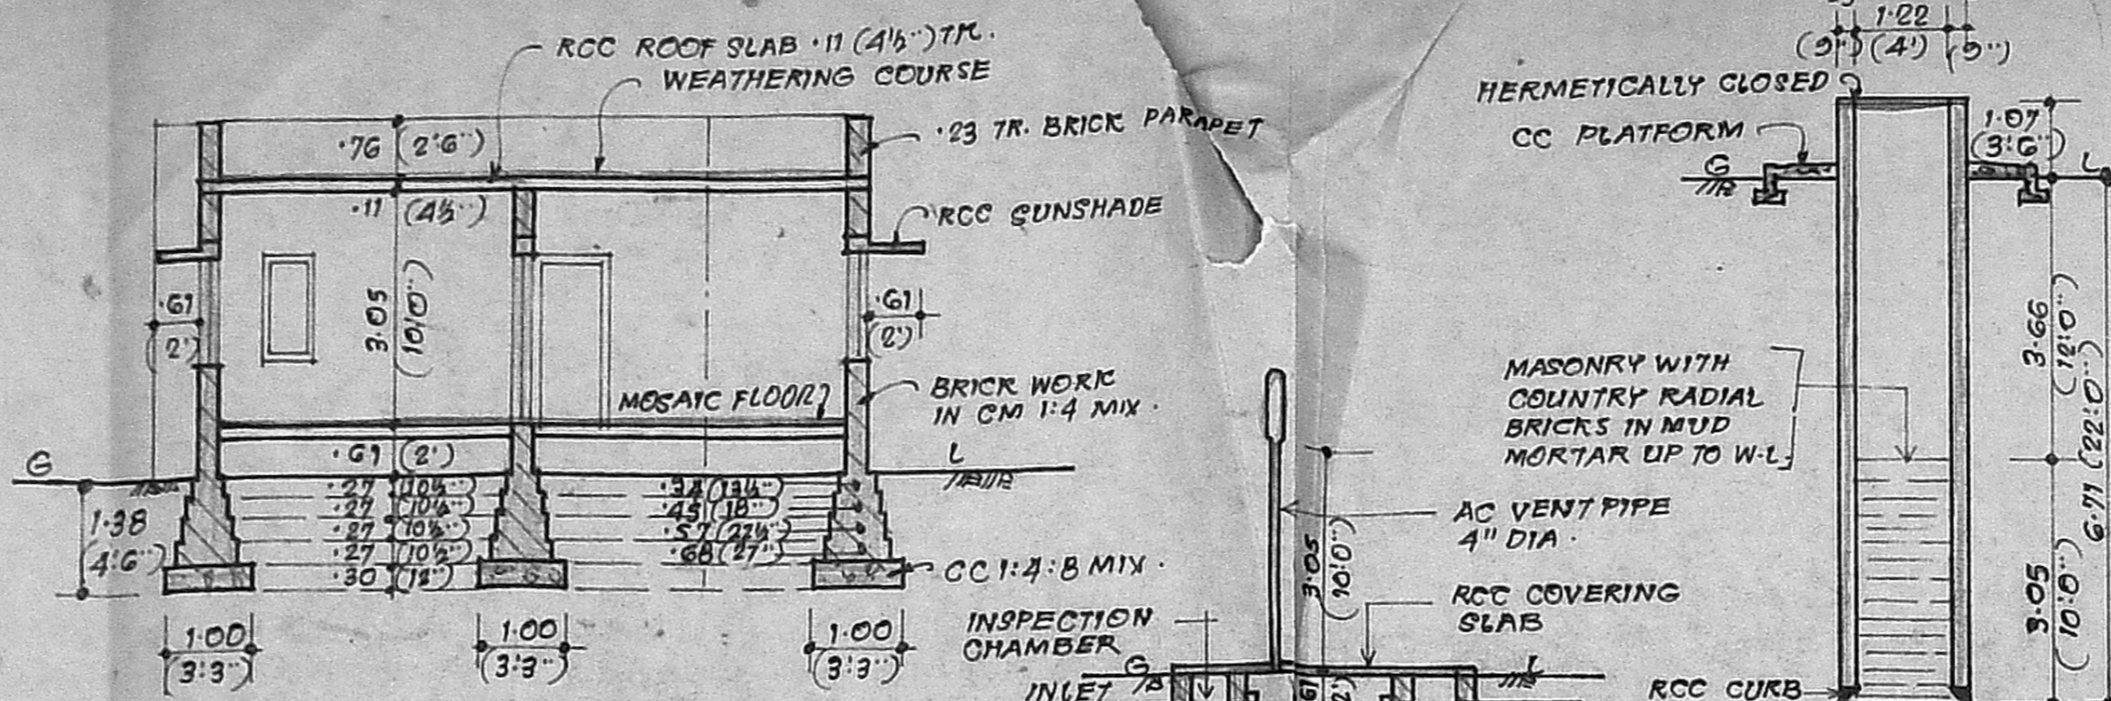 RCC ROOF SLAB ·11 (4½") TK.
WEATHERING COURSE
·76 (2'6")
·23 TK. BRICK PARAPET
·11 (4½")
RCC SUNSHADE
·61
(2')
3·05
(10'0")
·61
(2')
MOSAIC FLOOR
BRICK WORK
IN CM 1:4 MIX.
G
·61 (2')
L
·27 (10½")
·27 (10½")
·27 (10½")
·27 (10½")
·30 (12")
·34 (13½")
·45 (18")
·57 (22½")
·68 (27")
1·38
(4'6")
CC 1:4:8 MIX.
1·00
(3'3")
1·00
(3'3")
1·00
(3'3")
INSPECTION
CHAMBER
G
INLET
AC VENT PIPE
4" DIA.
3·05
(10'0")
RCC COVERING
SLAB
L
1·22
(9") (4') (9")
HERMETICALLY CLOSED
CC PLATFORM
G
1·07
(3'6")
L
MASONRY WITH
COUNTRY RADIAL
BRICKS IN MUD
MORTAR UP TO W.L.
3·66
(12'0")
6·71 (22'0")
3·05
(10'0")
RCC CURB